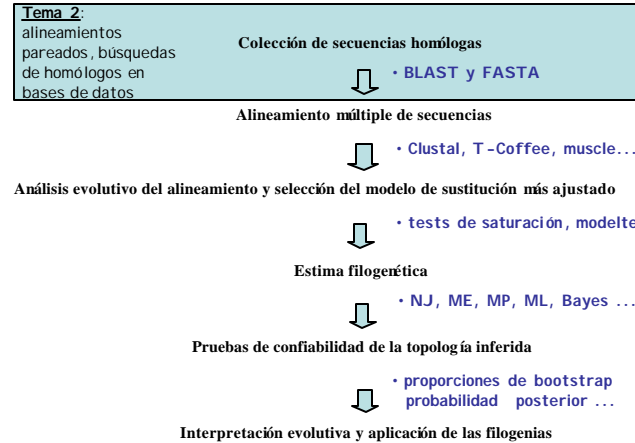 Tema 2:
alineamientos
pareados, búsquedas
de homólogos en
bases de datos
Colección de secuencias homólogas
• BLAST y FASTA
Alineamiento múltiple de secuencias
• Clustal, T-Coffee, muscle...
Análisis evolutivo del alineamiento y selección del modelo de sustitución más ajustado
• tests de saturación, modelte
Estima filogenética
• NJ, ME, MP, ML, Bayes ...
Pruebas de confiabilidad de la topología inferida
• proporciones de bootstrap
probabilidad posterior ...
Interpretación evolutiva y aplicación de las filogenias